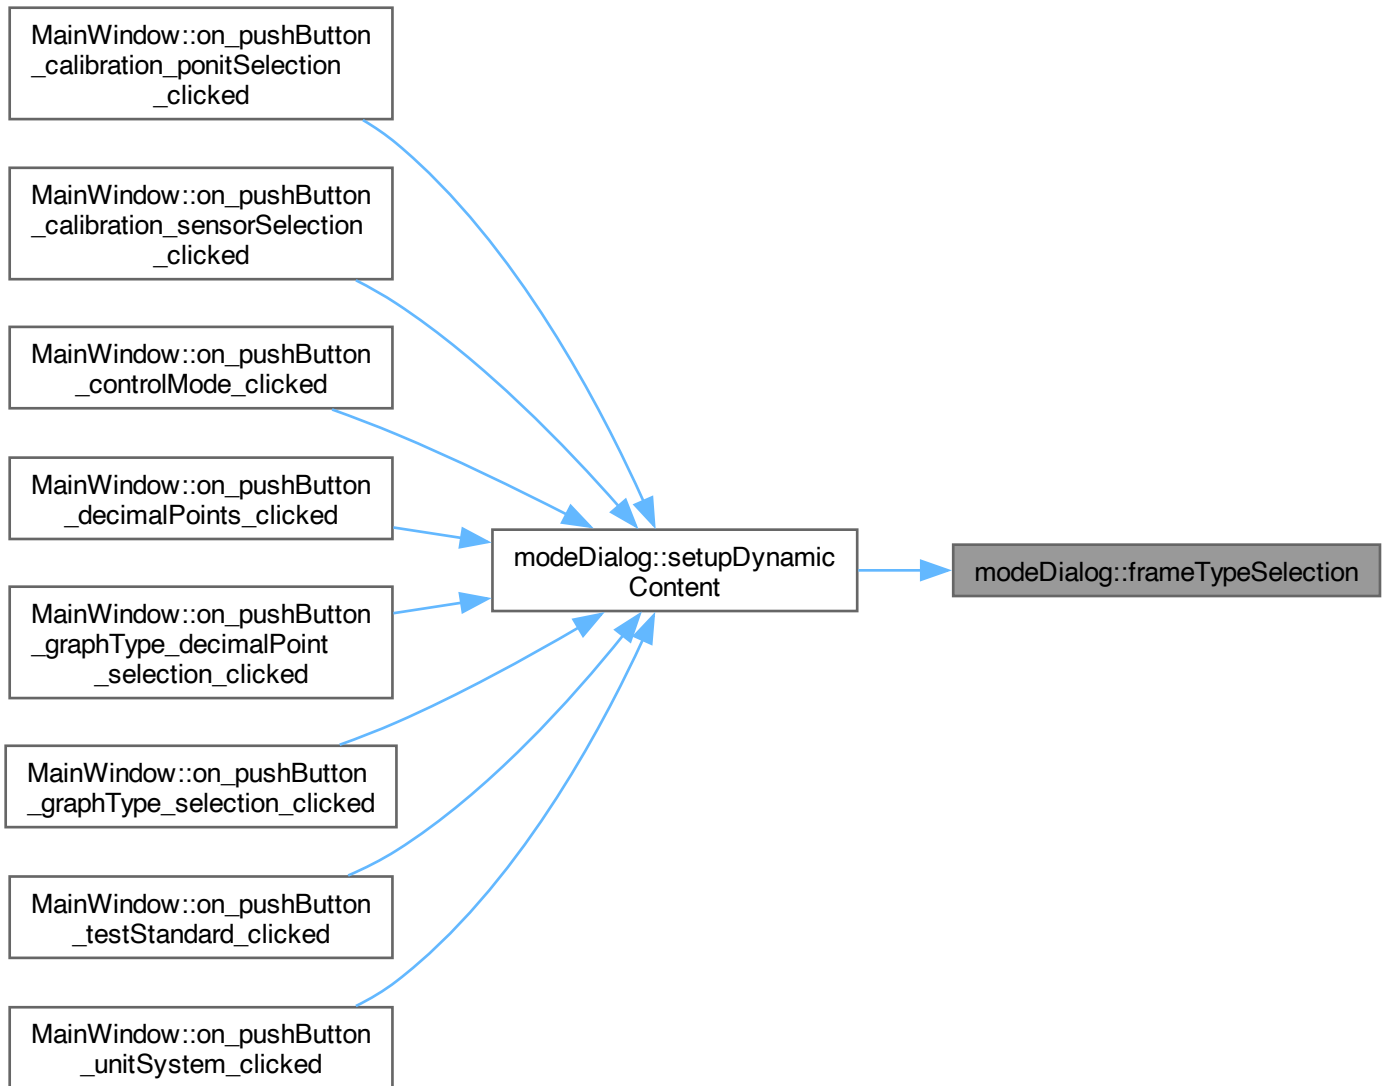 MainWindow::on_pushButton
_calibration_ponitSelection
_clicked
MainWindow::on_pushButton
_calibration_sensorSelection
_clicked
MainWindow::on_pushButton
_controlMode_clicked
MainWindow::on_pushButton
_decimalPoints_clicked
MainWindow::on_pushButton
_graphType_decimalPoint
_selection_clicked
MainWindow::on_pushButton
_graphType_selection_clicked
MainWindow::on_pushButton
_testStandard_clicked
MainWindow::on_pushButton
_unitSystem_clicked
modeDialog::setupDynamic
Content
modeDialog::frameTypeSelection